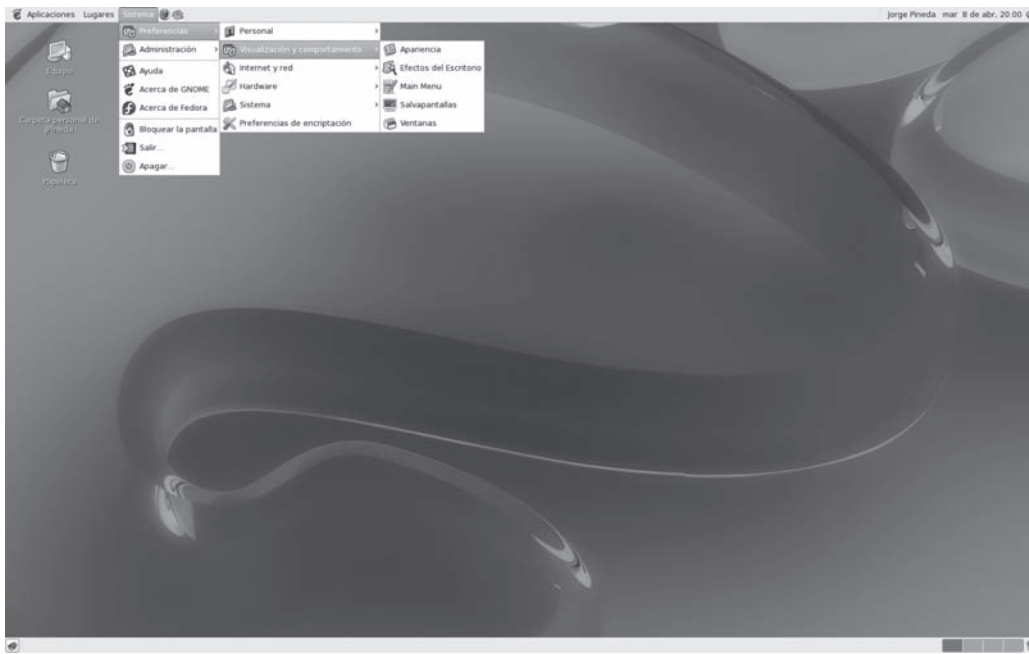 Aplicaciones Lugares Sistema
Jorge Pineda mar 8 de abr, 20:00
Equipo
Carpeta personal de jPineda
Papelera
Preferencias
Administración
Ayuda
Acerca de GNOME
Acerca de Fedora
Bloquear la pantalla
Salir...
Apagar...
Personal
Visualización y comportamiento
Internet y red
Hardware
Sistema
Preferencias de encriptación
Apariencia
Efectos del Escritorio
Main Menu
Salvapantallas
Ventanas